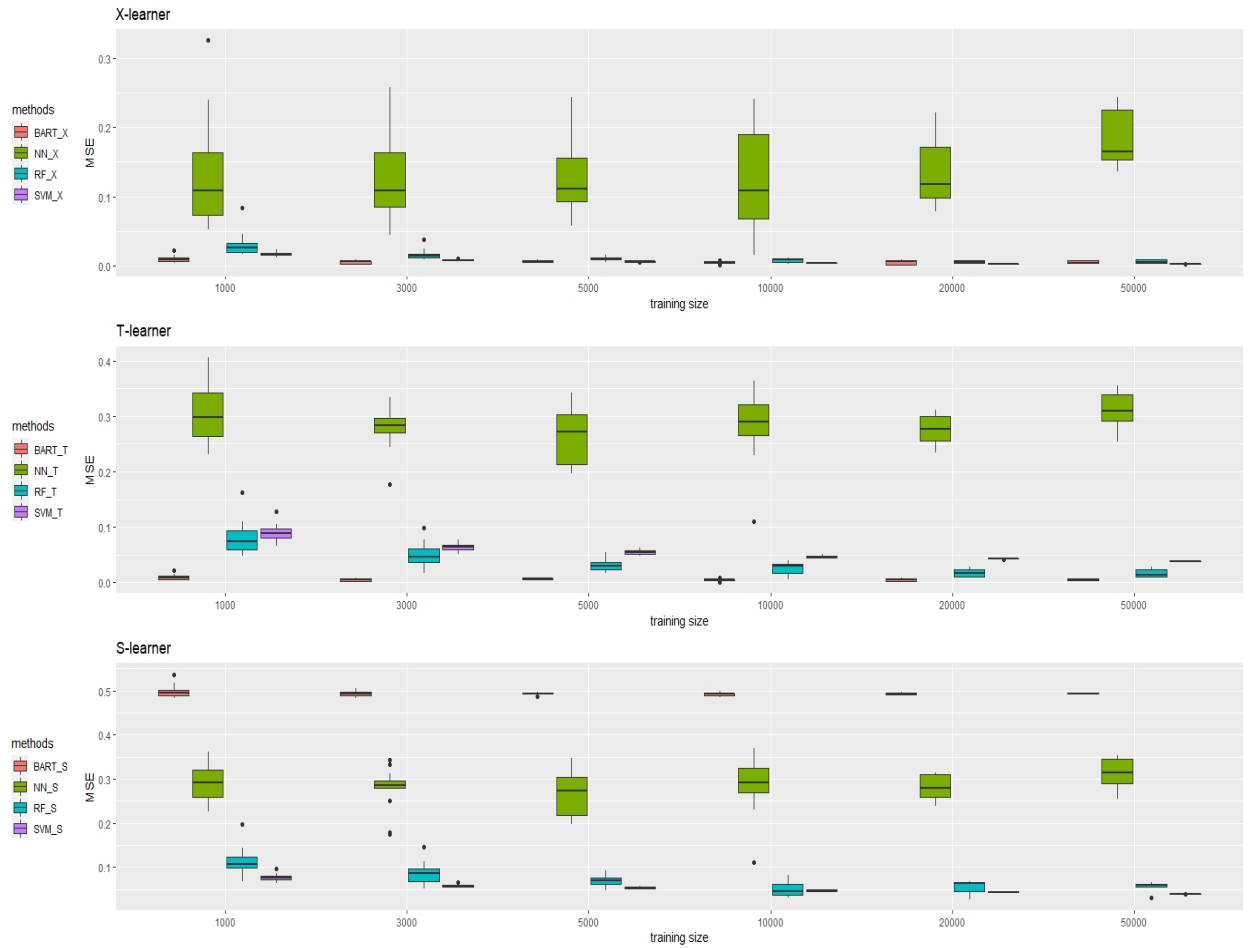 X-learner
methods
BART_X
NN_X
RF_X
SVM_X
MSE
0.3
0.2
0.1
0.0
1000 3000 5000 10000 20000 50000
training size
T-learner
methods
BART_T
NN_T
RF_T
SVM_T
MSE
0.4
0.3
0.2
0.1
0.0
1000 3000 5000 10000 20000 50000
training size
S-learner
methods
BART_S
NN_S
RF_S
SVM_S
MSE
0.5
0.4
0.3
0.2
0.1
1000 3000 5000 10000 20000 50000
training size